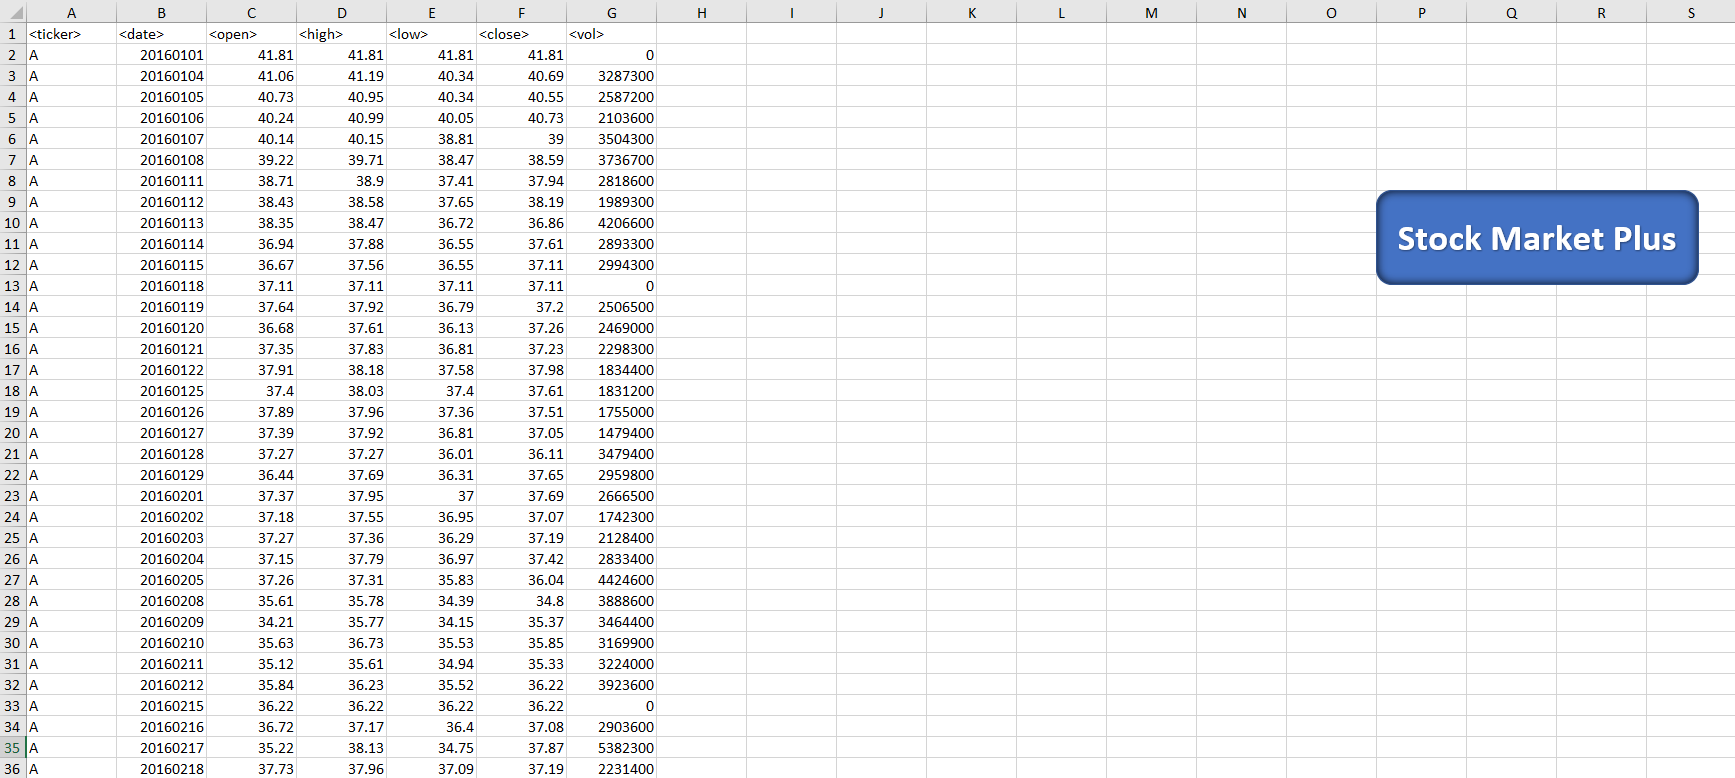 A B C D E F G H I J K L M N O P Q R S
1 <ticker> <date> <open> <high> <low> <close> <vol>
2 A 20160101 41.81 41.81 41.81 41.81 0
3 A 20160104 41.06 41.19 40.34 40.69 3287300
4 A 20160105 40.73 40.95 40.34 40.55 2587200
5 A 20160106 40.24 40.99 40.05 40.73 2103600
6 A 20160107 40.14 40.15 38.81 39 3504300
7 A 20160108 39.22 39.71 38.47 38.59 3736700
8 A 20160111 38.71 38.9 37.41 37.94 2818600
9 A 20160112 38.43 38.58 37.65 38.19 1989300
10 A 20160113 38.35 38.47 36.72 36.86 4206600
11 A 20160114 36.94 37.88 36.55 37.61 2893300
Stock Market Plus
12 A 20160115 36.67 37.56 36.55 37.11 2994300
13 A 20160118 37.11 37.11 37.11 37.11 0
14 A 20160119 37.64 37.92 36.79 37.2 2506500
15 A 20160120 36.68 37.61 36.13 37.26 2469000
16 A 20160121 37.35 37.83 36.81 37.23 2298300
17 A 20160122 37.91 38.18 37.58 37.98 1834400
18 A 20160125 37.4 38.03 37.4 37.61 1831200
19 A 20160126 37.89 37.96 37.36 37.51 1755000
20 A 20160127 37.39 37.92 36.81 37.05 1479400
21 A 20160128 37.27 37.27 36.01 36.11 3479400
22 A 20160129 36.44 37.69 36.31 37.65 2959800
23 A 20160201 37.37 37.95 37 37.69 2666500
24 A 20160202 37.18 37.55 36.95 37.07 1742300
25 A 20160203 37.27 37.36 36.29 37.19 2128400
26 A 20160204 37.15 37.79 36.97 37.42 2833400
27 A 20160205 37.26 37.31 35.83 36.04 4424600
28 A 20160208 35.61 35.78 34.39 34.8 3888600
29 A 20160209 34.21 35.77 34.15 35.37 3464400
30 A 20160210 35.63 36.73 35.53 35.85 3169900
31 A 20160211 35.12 35.61 34.94 35.33 3224000
32 A 20160212 35.84 36.23 35.52 36.22 3923600
33 A 20160215 36.22 36.22 36.22 36.22 0
34 A 20160216 36.72 37.17 36.4 37.08 2903600
35 A 20160217 35.22 38.13 34.75 37.87 5382300
36 A 20160218 37.73 37.96 37.09 37.19 2231400